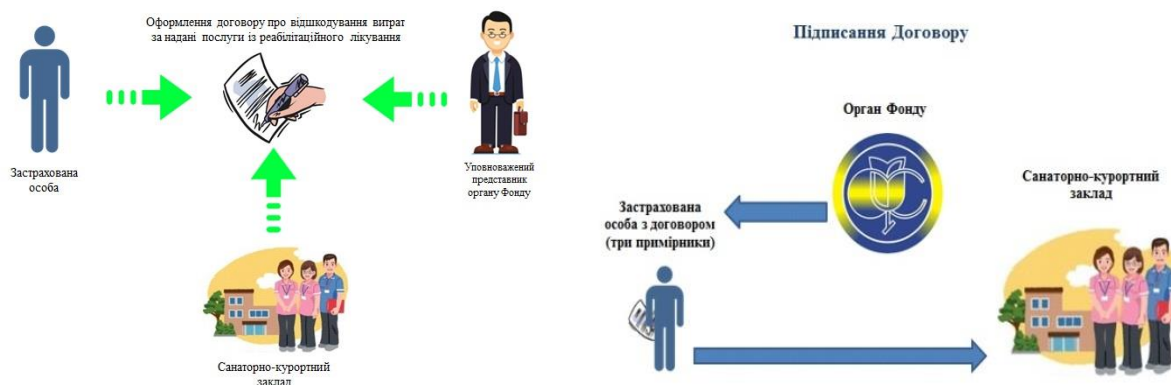 Оформлення договору про відшкодування витрат
за надані послуги із реабілітаційного лікування
Застрахована
особа
Уповноважений
представник
органу Фонду
Санаторно-курортний
заклад
Підписання Договору
Орган Фонду
Застрахована
особа з договором
(три примірники)
Санаторно-курортний
заклад